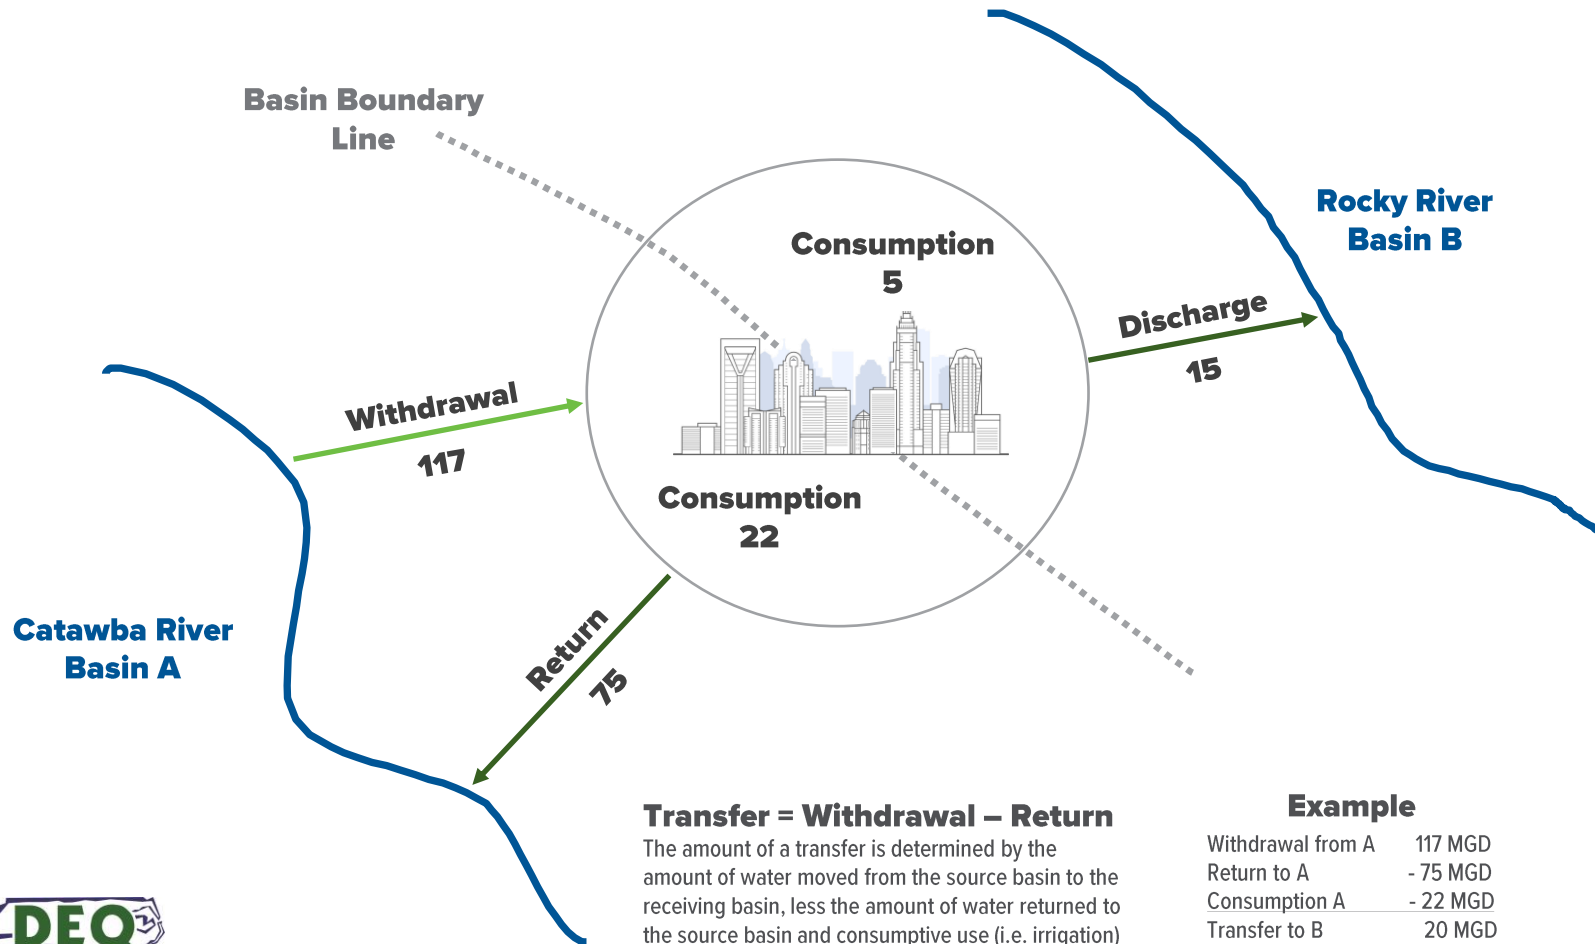 Basin Boundary
Line
Rocky River
Basin B
Consumption
5
Discharge
15
Withdrawal
117
Consumption
22
Return
75
Catawba River
Basin A
Transfer = Withdrawal – Return
The amount of a transfer is determined by the
amount of water moved from the source basin to the
receiving basin, less the amount of water returned to
the source basin and consumptive use (i.e. irrigation)
Example
Withdrawal from A 117 MGD
Return to A - 75 MGD
Consumption A - 22 MGD
Transfer to B 20 MGD
DEQ